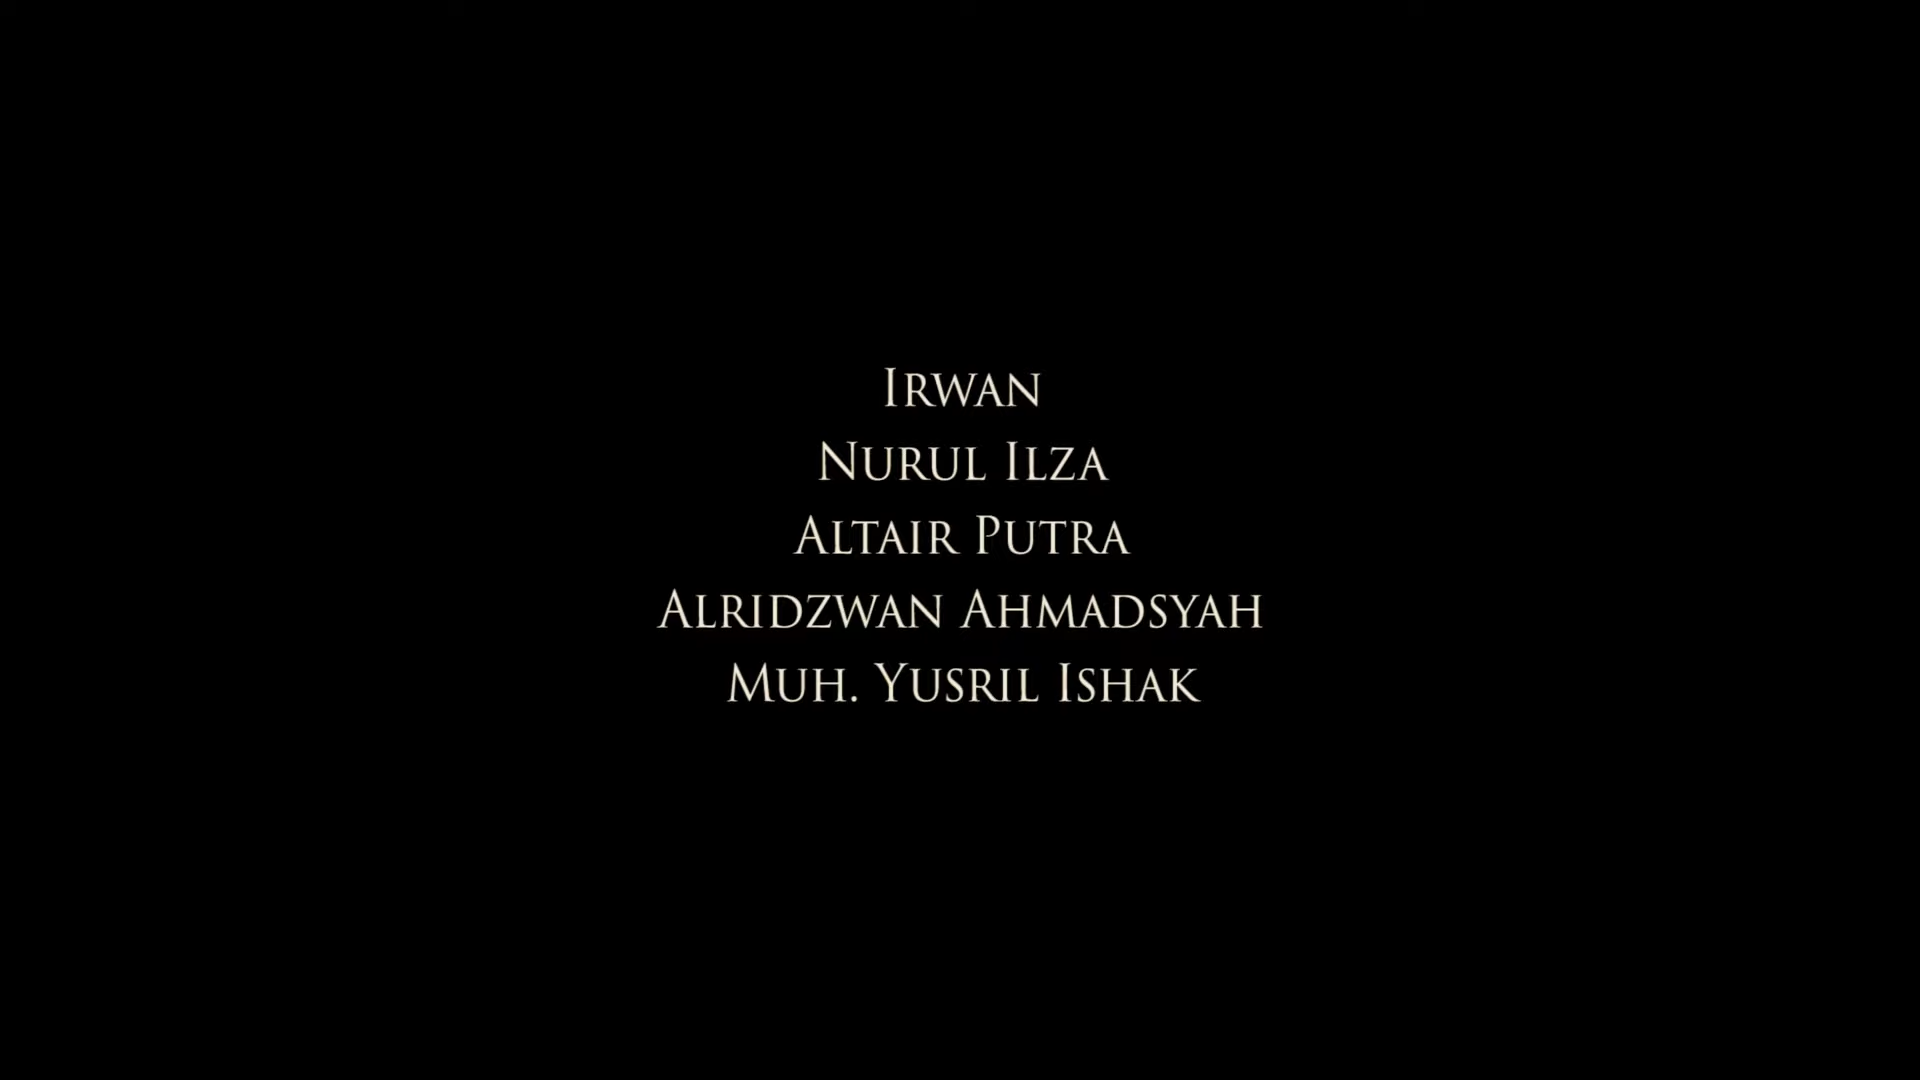 Irwan
Nurul Ilza
Altair Putra
Alridzwan Ahmadsyah
Muh. Yusril Ishak